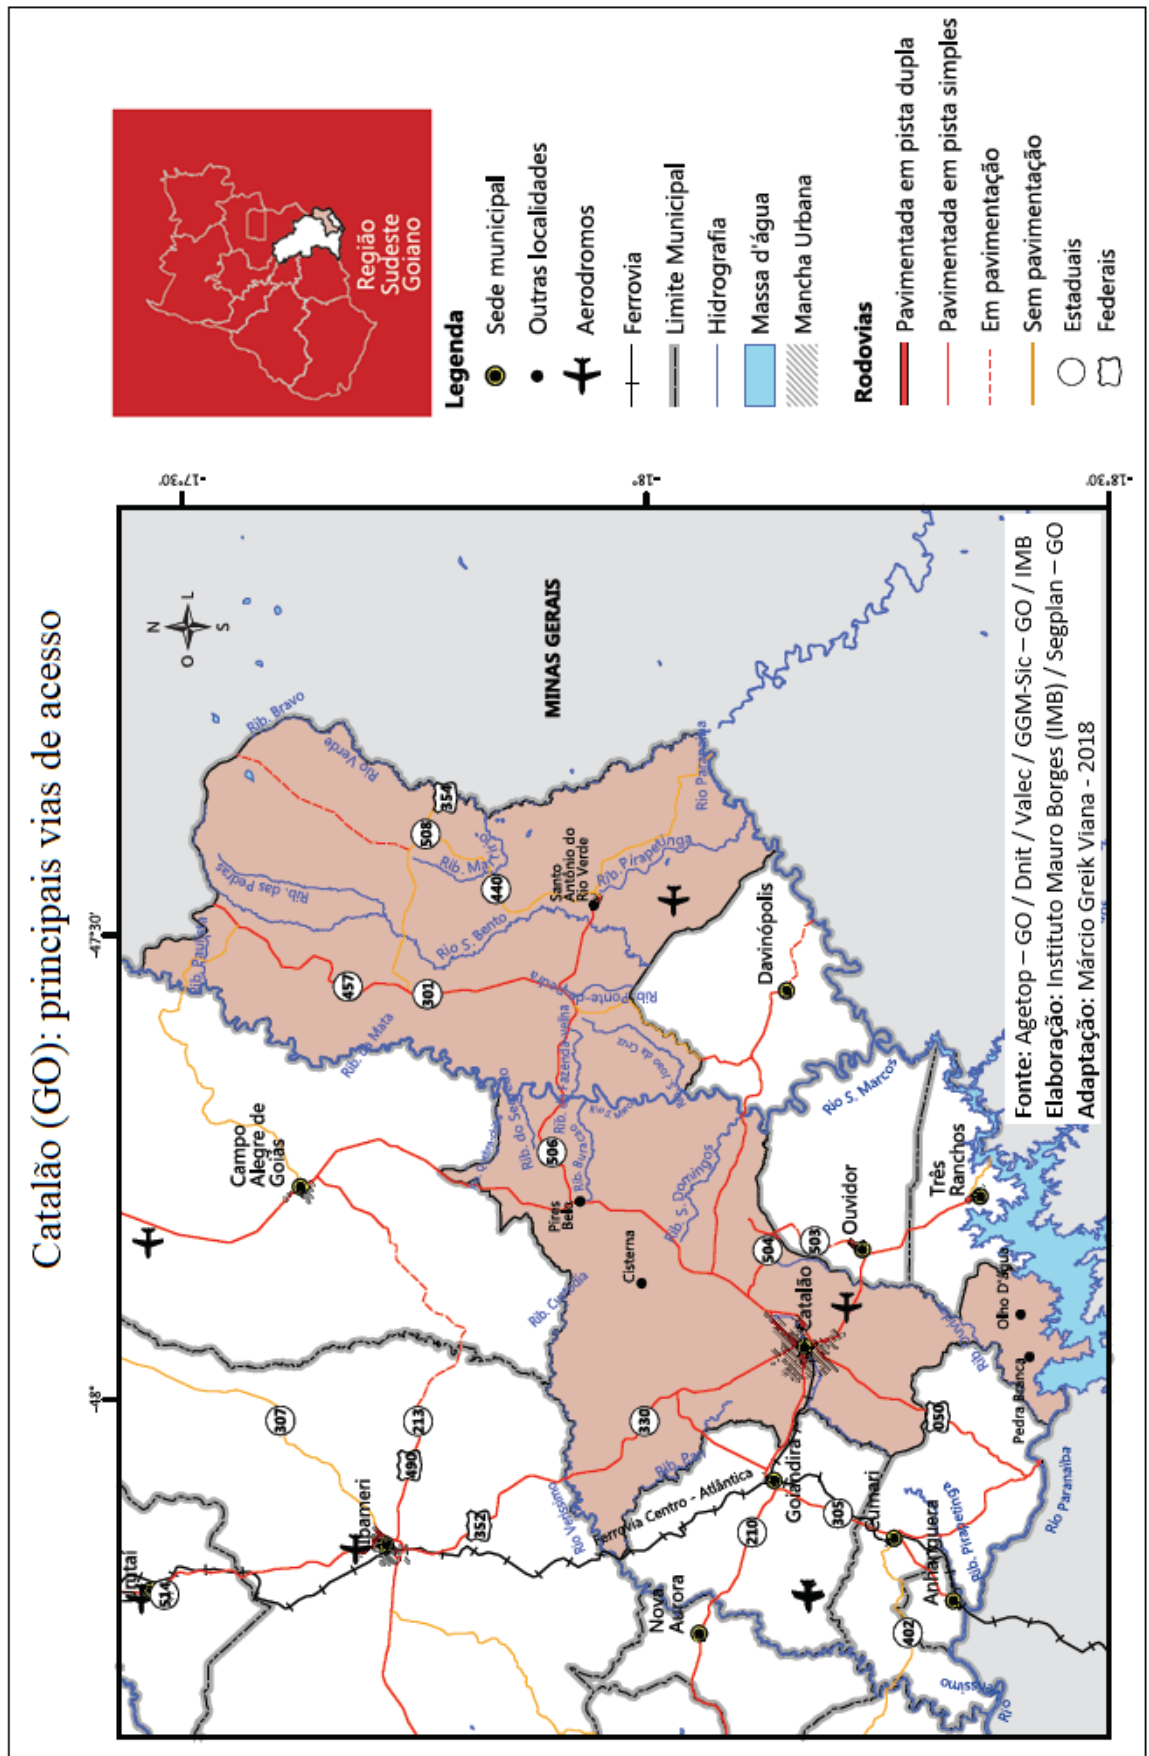 Catalão (GO): principais vias de acesso
N
O
L
S
-48°
-47°30'
-17°30'
-18°
-18°30'
MINAS GERAIS
Urutaí
514
Ipameri
307
213
490
352
330
Campo
Alegre de
Goiás
Rib. Paulista
Rib. das Pedras
Rib. Bravo
Rio Verde
354
508
457
301
440
Rib. da Mata
Rio S. Bento
Santo
Antônio do
Rio Verde
Rib. Pirapetinga
Rio Paranaíba
506
Rib. Buracão
Pires
Belo
Cisterna
Rib. S. Domingos
Rio Veríssimo
Ferrovia Centro - Atlântica
Nova
Aurora
210
Goiandira
305
Cumari
Anhanguera
402
Rib. Pirapetinga
Rio Paranaíba
Catalão
504
503
Ouvidor
050
Davinópolis
Rio S. Marcos
Três
Ranchos
Olho D'água
Pedra Branca
Fonte: Agetop – GO / Dnit / Valec / GGM-Sic – GO / IMB
Elaboração: Instituto Mauro Borges (IMB) / Segplan – GO
Adaptação: Márcio Greik Viana - 2018
Região
Sudeste
Goiano
Legenda
Sede municipal
Outras localidades
Aerodromos
Ferrovia
Limite Municipal
Hidrografia
Massa d'água
Mancha Urbana
Rodovias
Pavimentada em pista dupla
Pavimentada em pista simples
Em pavimentação
Sem pavimentação
Estaduais
Federais